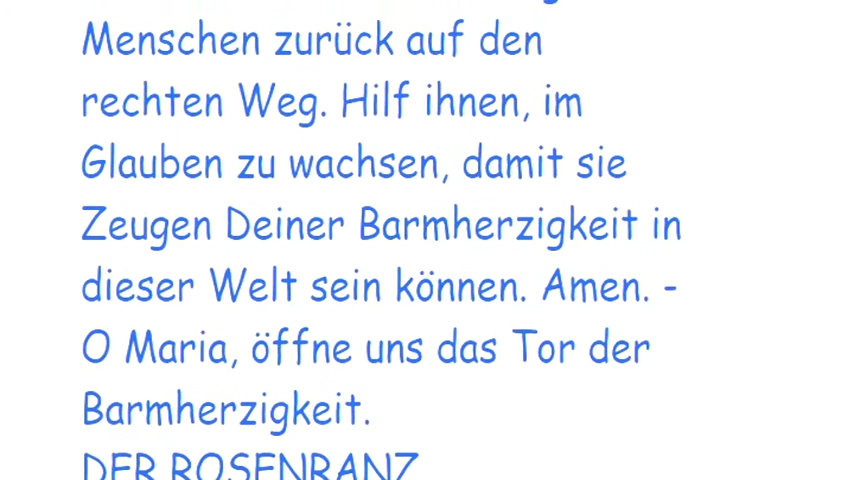 Menschen zurück auf den
rechten Weg. Hilf ihnen, im
Glauben zu wachsen, damit sie
Zeugen Deiner Barmherzigkeit in
dieser Welt sein können. Amen. -
O Maria, öffne uns das Tor der
Barmherzigkeit.
DER ROSENRANZ